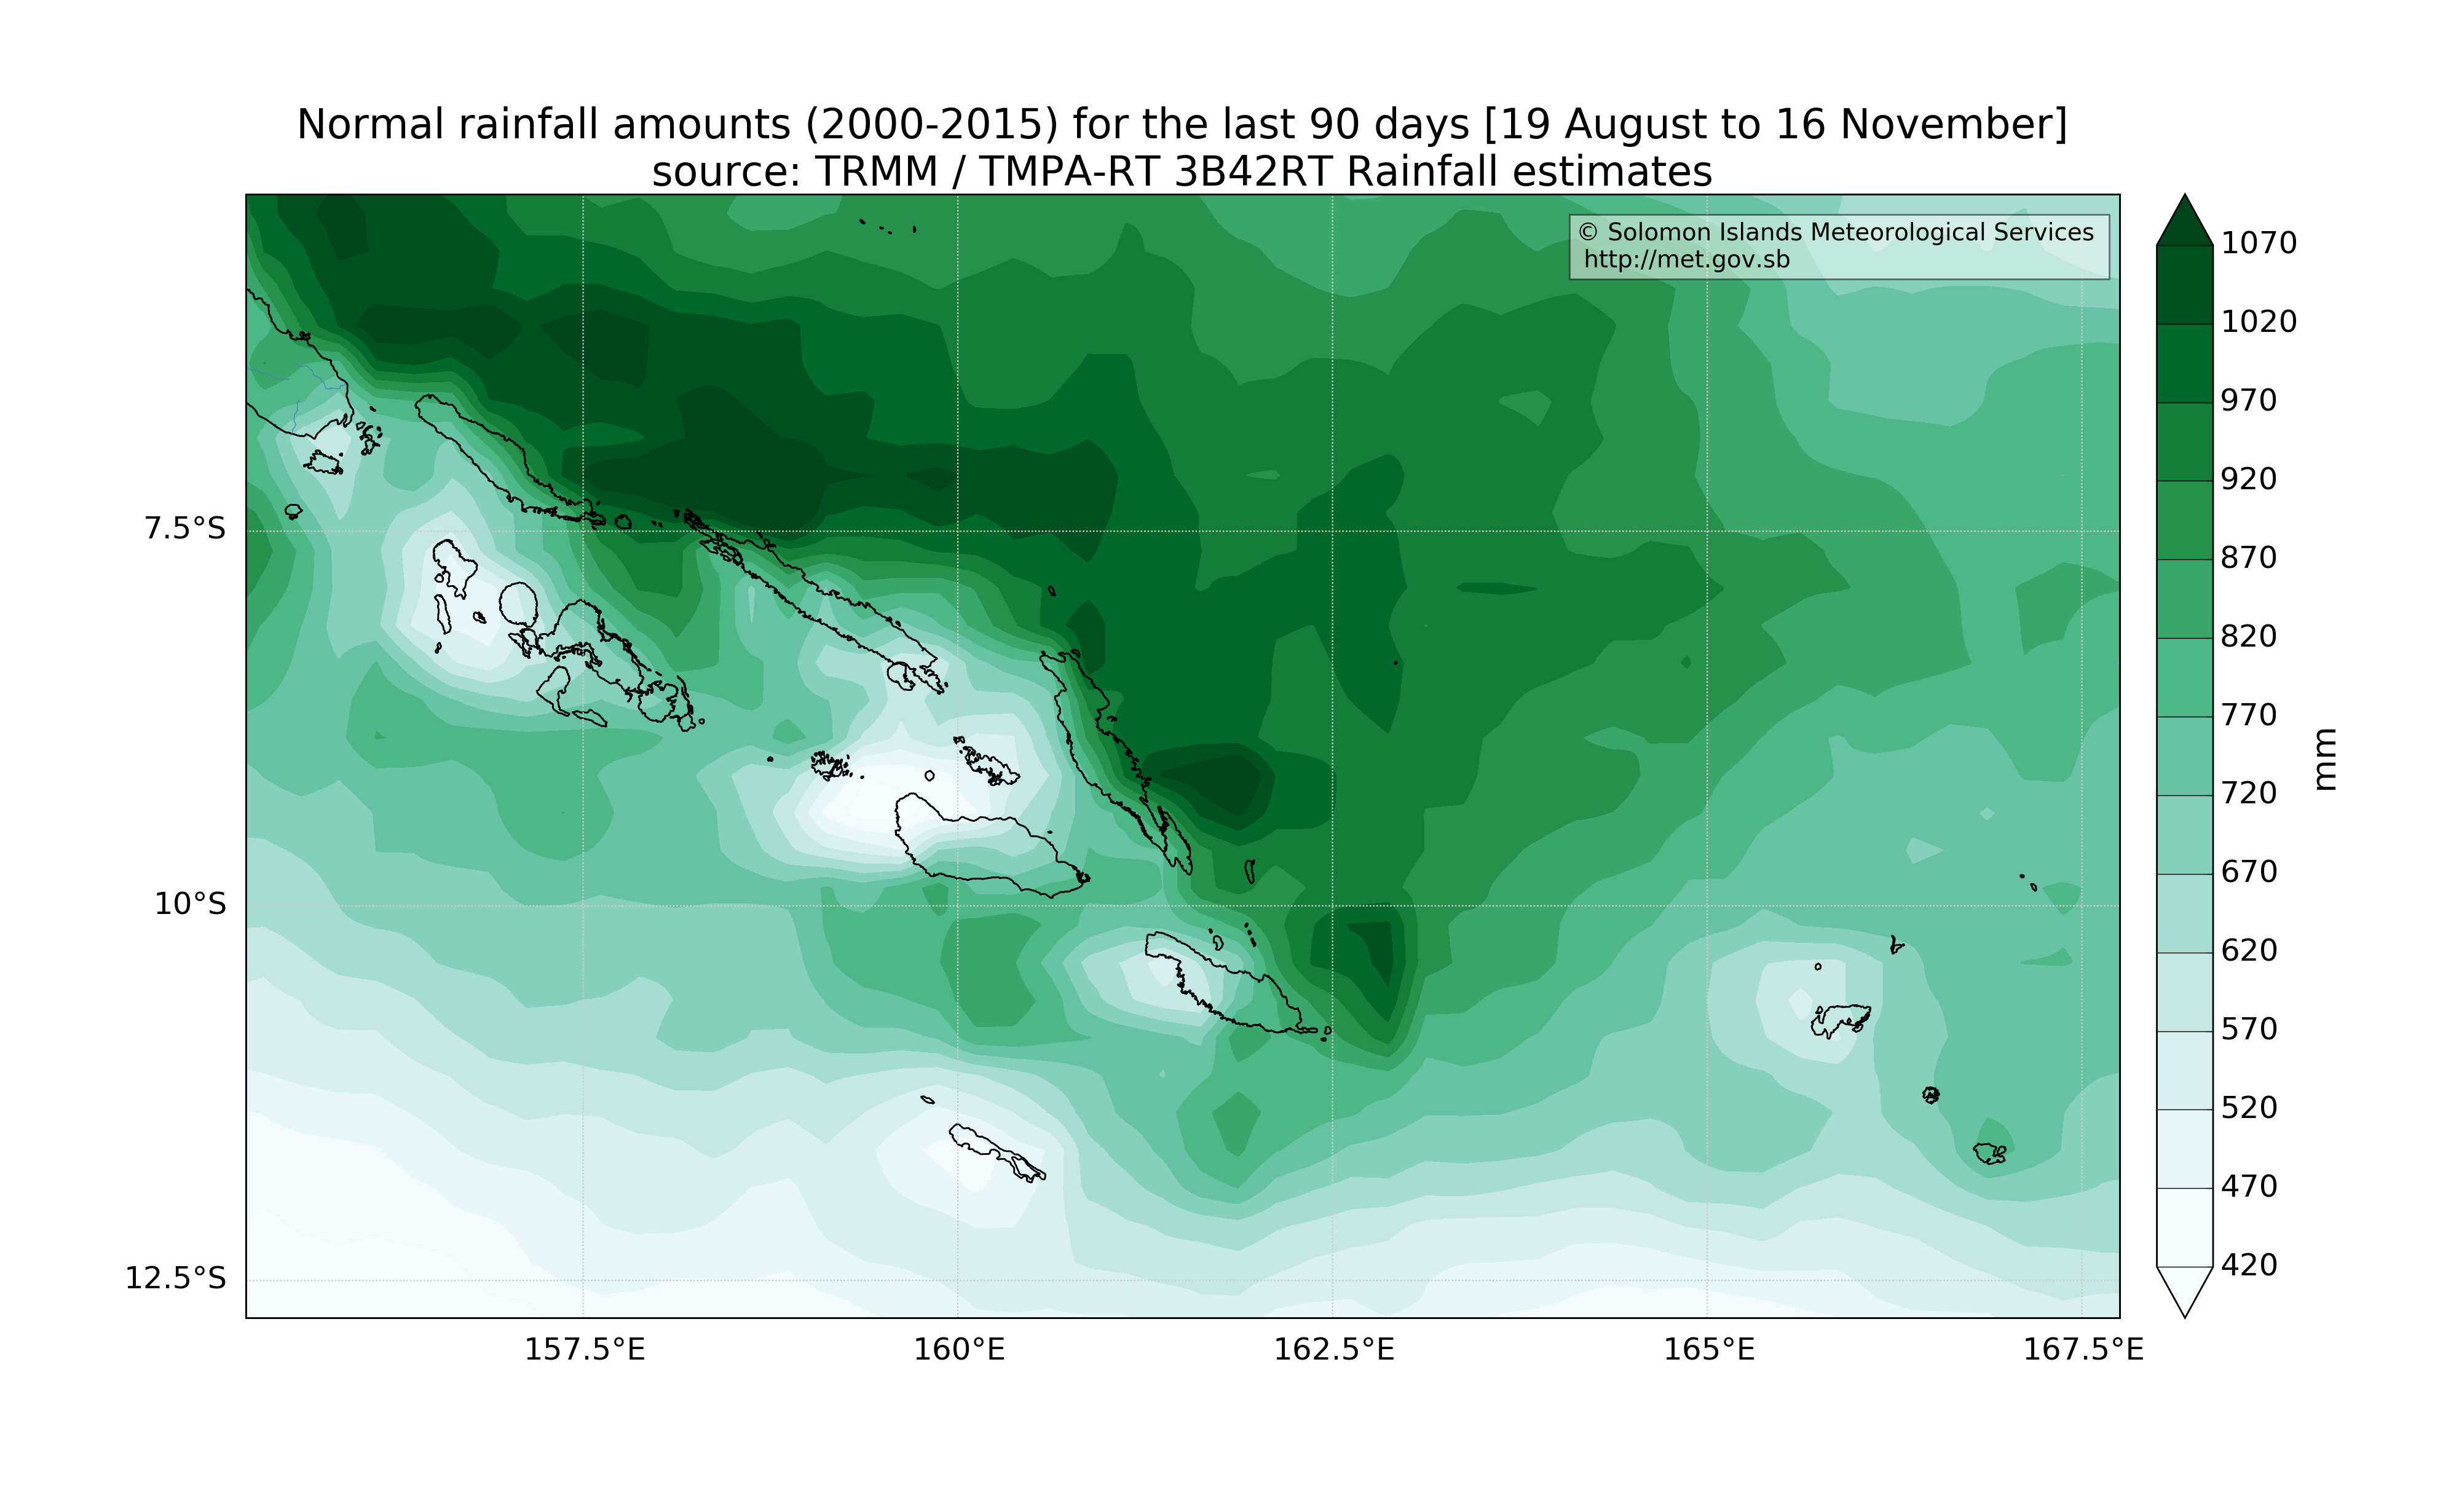 Normal rainfall amounts (2000-2015) for the last 90 days [19 August to 16 November]
source: TRMM / TMPA-RT 3B42RT Rainfall estimates
© Solomon Islands Meteorological Services
http://met.gov.sb
7.5°S
10°S
12.5°S
157.5°E
160°E
162.5°E
165°E
167.5°E
1070
1020
970
920
870
820
770
720
670
620
570
520
470
420
mm